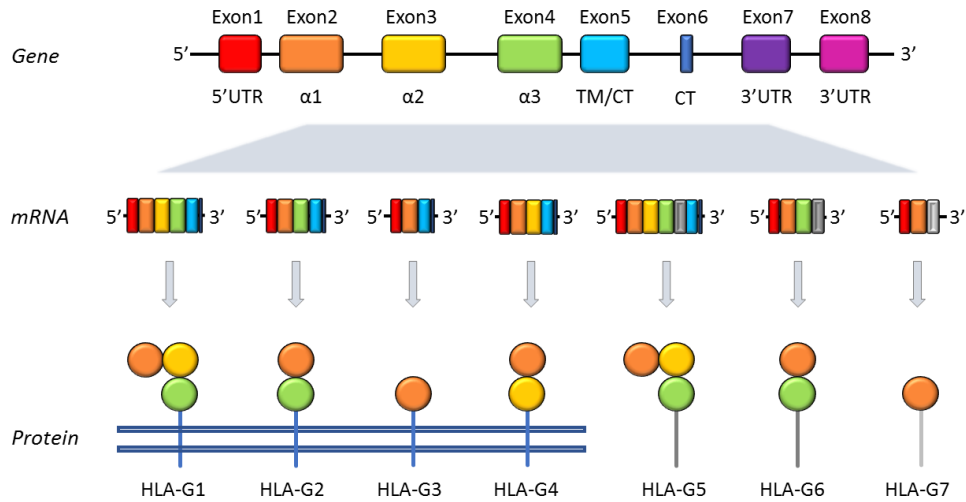 Exon1 Exon2 Exon3 Exon4 Exon5 Exon6 Exon7 Exon8
Gene 5’ 3’
5’UTR α1 α2 α3 TM/CT CT 3’UTR 3’UTR
mRNA 5’ 3’ 5’ 3’ 5’ 3’ 5’ 3’ 5’ 3’ 5’ 3’ 5’ 3’
Protein
HLA-G1 HLA-G2 HLA-G3 HLA-G4 HLA-G5 HLA-G6 HLA-G7